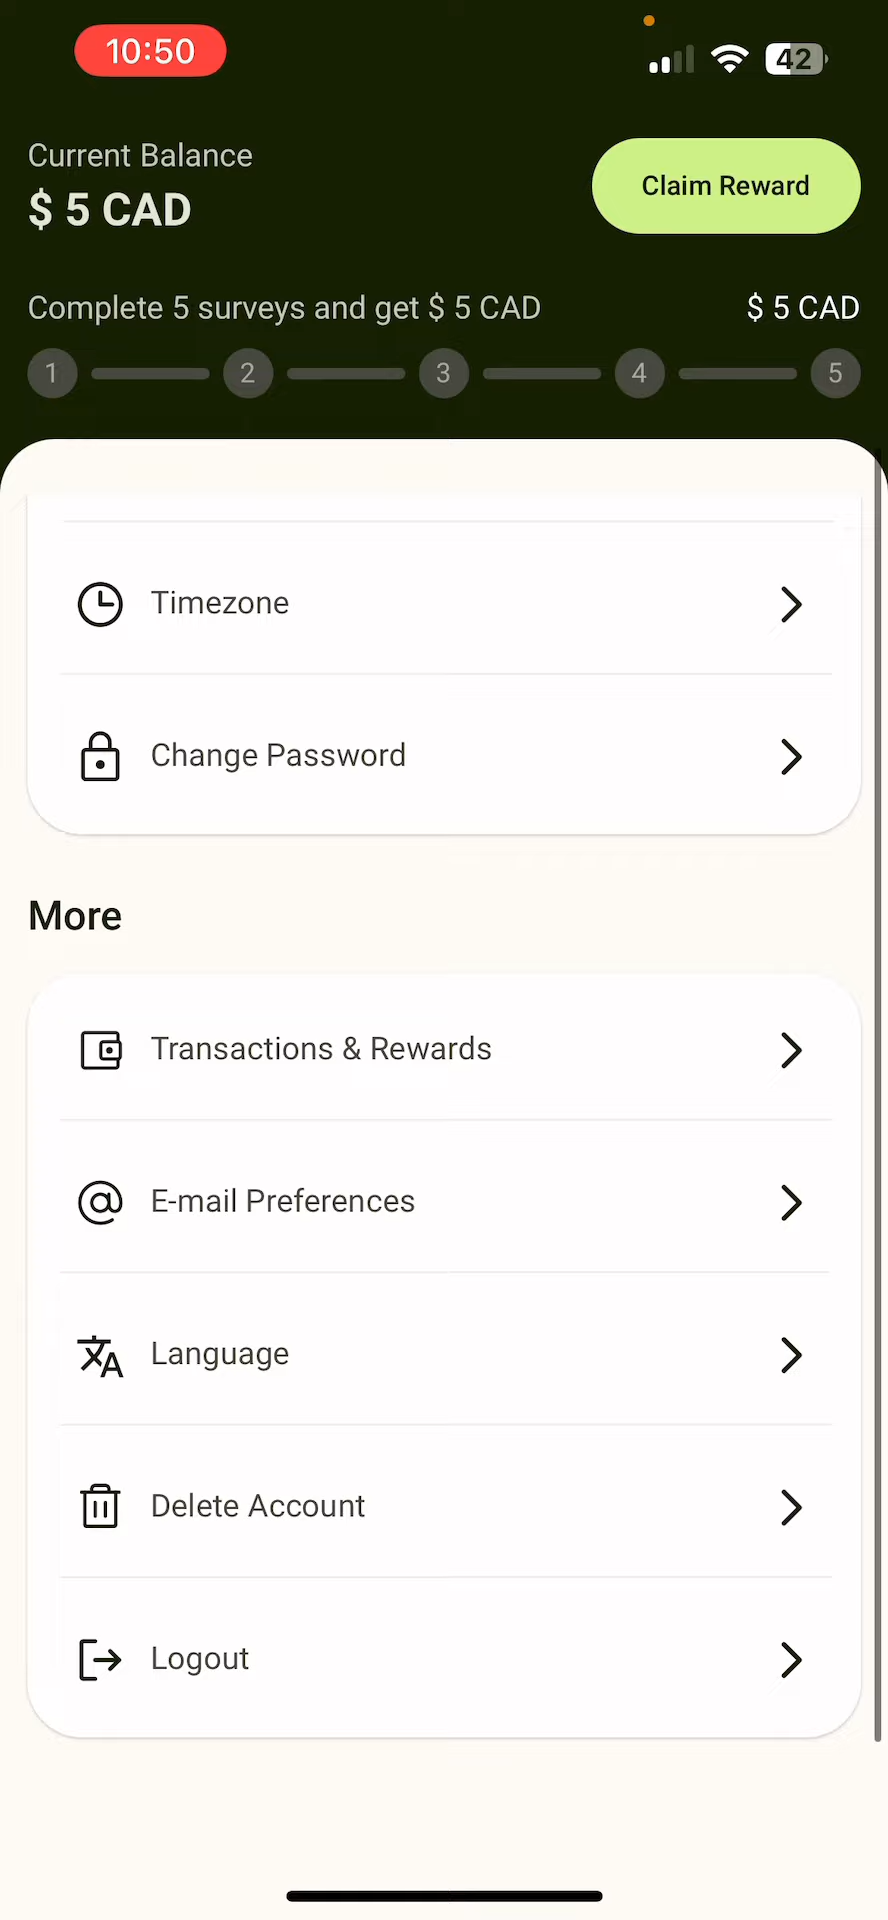 10:50
42
Current Balance
$ 5 CAD
Claim Reward
Complete 5 surveys and get $ 5 CAD
$ 5 CAD
1 2 3 4 5
Timezone
Change Password
More
Transactions & Rewards
E-mail Preferences
Language
Delete Account
Logout